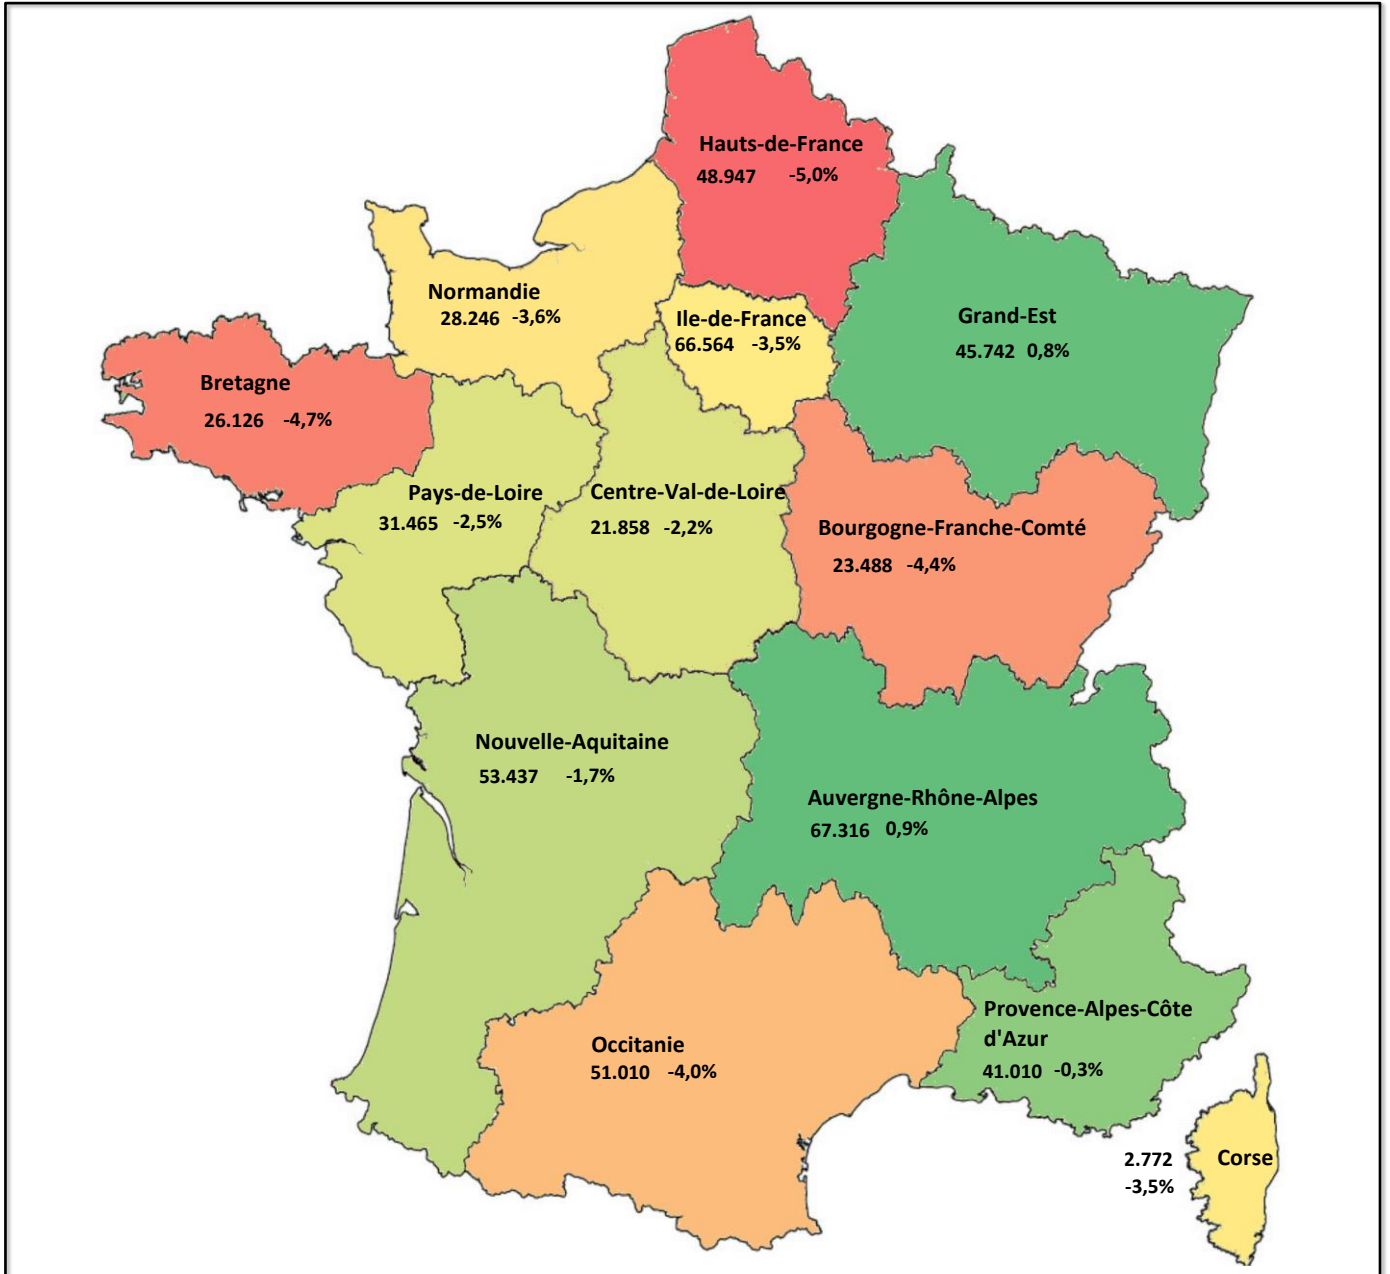 Hauts-de-France
48.947 -5,0%
Normandie
28.246 -3,6%
Ile-de-France
66.564 -3,5%
Grand-Est
45.742 0,8%
Bretagne
26.126 -4,7%
Pays-de-Loire
31.465 -2,5%
Centre-Val-de-Loire
21.858 -2,2%
Bourgogne-Franche-Comté
23.488 -4,4%
Nouvelle-Aquitaine
53.437 -1,7%
Auvergne-Rhône-Alpes
67.316 0,9%
Provence-Alpes-Côte
d'Azur
41.010 -0,3%
Occitanie
51.010 -4,0%
Corse
2.772
-3,5%